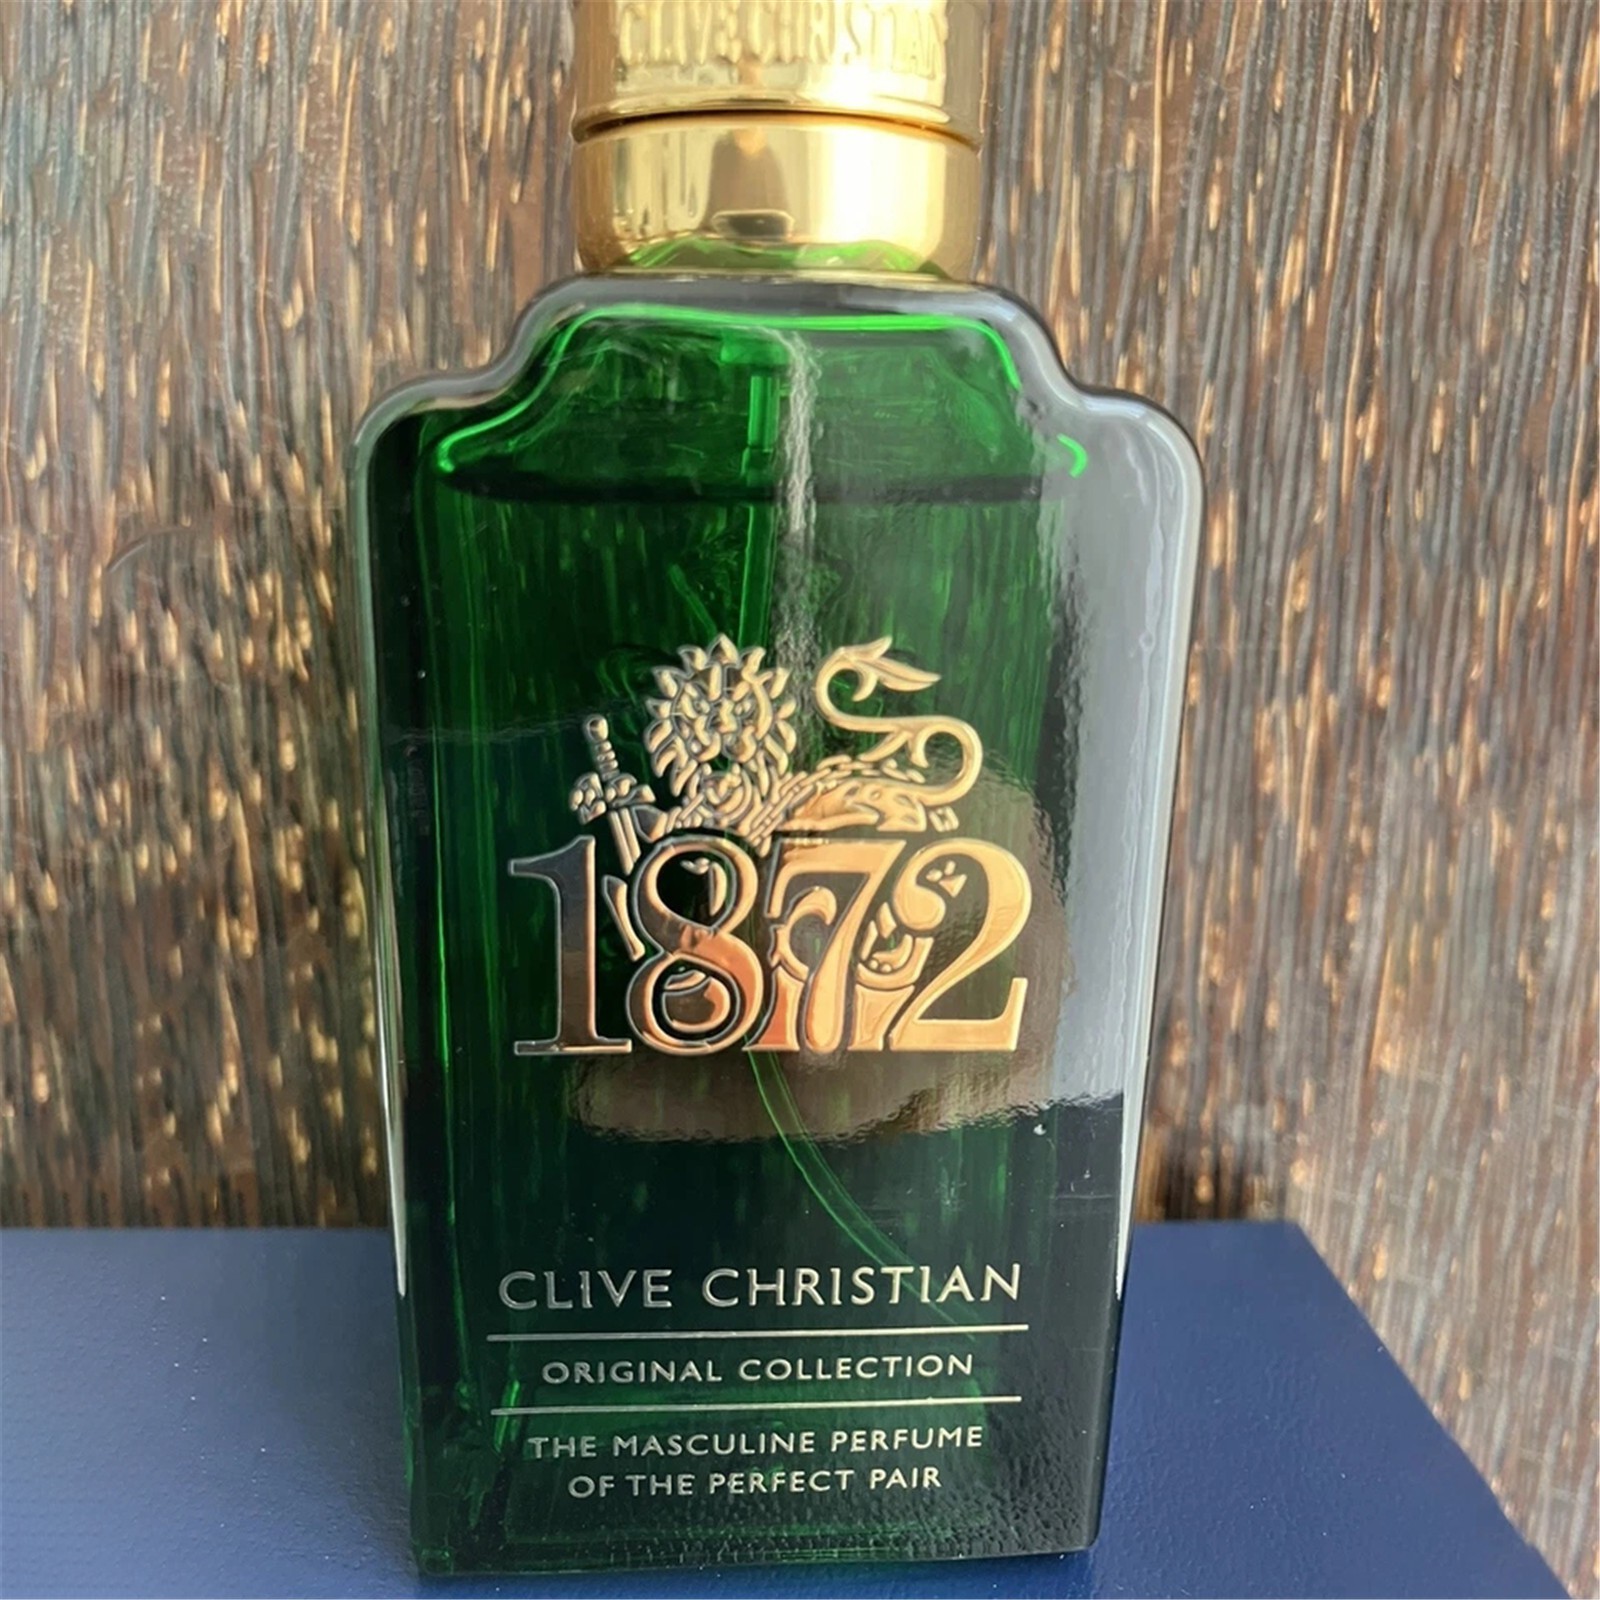 CLIVE CHRISTIAN
1872
CLIVE CHRISTIAN
ORIGINAL COLLECTION
THE MASCULINE PERFUME
OF THE PERFECT PAIR